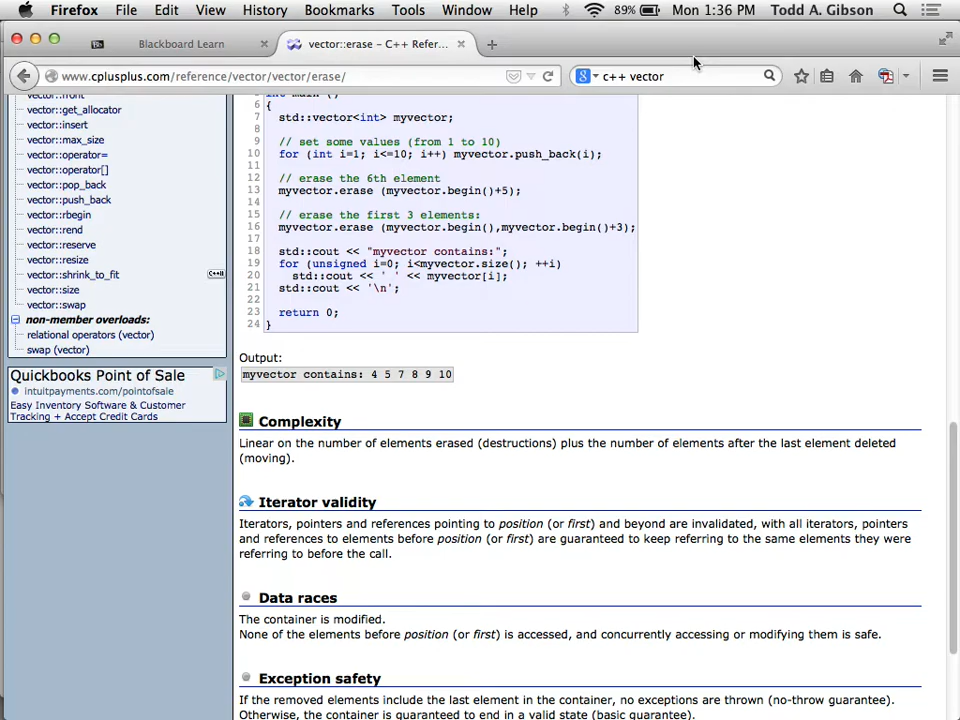 Firefox File Edit View History Bookmarks Tools Window Help 89% Mon 1:36 PM Todd A. Gibson
Bb Blackboard Learn × vector::erase – C++ Refer... × +
www.cplusplus.com/reference/vector/vector/erase/ 8 c++ vector
vector::front
vector::get_allocator
vector::insert
vector::max_size
vector::operator=
vector::operator[]
vector::pop_back
vector::push_back
vector::rbegin
vector::rend
vector::reserve
vector::resize
vector::shrink_to_fit
vector::size
vector::swap
non-member overloads:
relational operators (vector)
swap (vector)
Quickbooks Point of Sale
intuitpayments.com/pointofsale
Easy Inventory Software & Customer
Tracking + Accept Credit Cards
5 int main ()
6 {
7 std::vector<int> myvector;
8
9 // set some values (from 1 to 10)
10 for (int i=1; i<=10; i++) myvector.push_back(i);
11
12 // erase the 6th element
13 myvector.erase (myvector.begin()+5);
14
15 // erase the first 3 elements:
16 myvector.erase (myvector.begin(),myvector.begin()+3);
17
18 std::cout << "myvector contains:";
19 for (unsigned i=0; i<myvector.size(); ++i)
20 std::cout << ' ' << myvector[i];
21 std::cout << '\n';
22
23 return 0;
24 }
Output:
myvector contains: 4 5 7 8 9 10
Complexity
Linear on the number of elements erased (destructions) plus the number of elements after the last element deleted
(moving).
Iterator validity
Iterators, pointers and references pointing to position (or first) and beyond are invalidated, with all iterators, pointers
and references to elements before position (or first) are guaranteed to keep referring to the same elements they were
referring to before the call.
Data races
The container is modified.
None of the elements before position (or first) is accessed, and concurrently accessing or modifying them is safe.
Exception safety
If the removed elements include the last element in the container, no exceptions are thrown (no-throw guarantee).
Otherwise, the container is guaranteed to end in a valid state (basic guarantee).